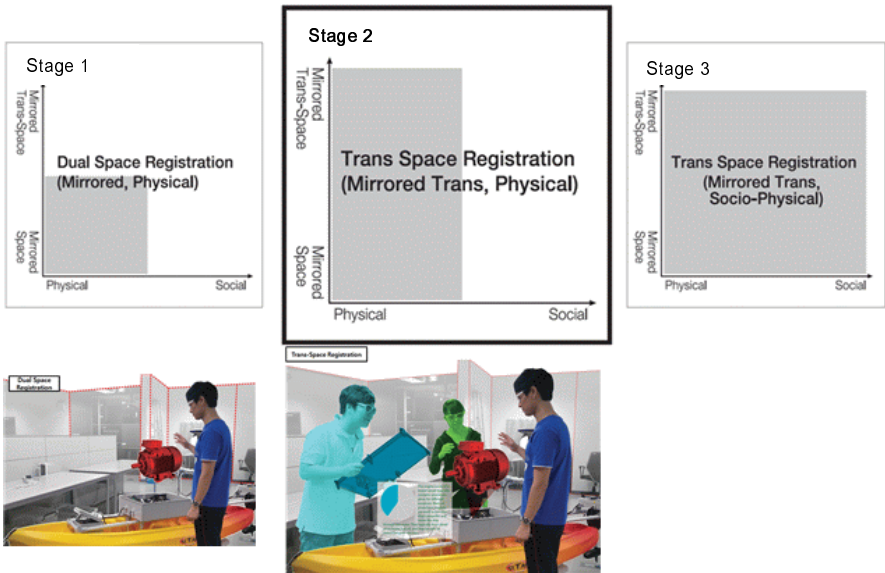 Stage 1
Mirrored
Trans-Space
Dual Space Registration
(Mirrored, Physical)
Mirrored
Space
Physical
Social
Stage 2
Mirrored
Trans-Space
Trans Space Registration
(Mirrored Trans, Physical)
Mirrored
Space
Physical
Social
Stage 3
Mirrored
Trans-Space
Trans Space Registration
(Mirrored Trans,
Socio-Physical)
Mirrored
Space
Physical
Social
Dual Space
Registration
Trans-Space Registration